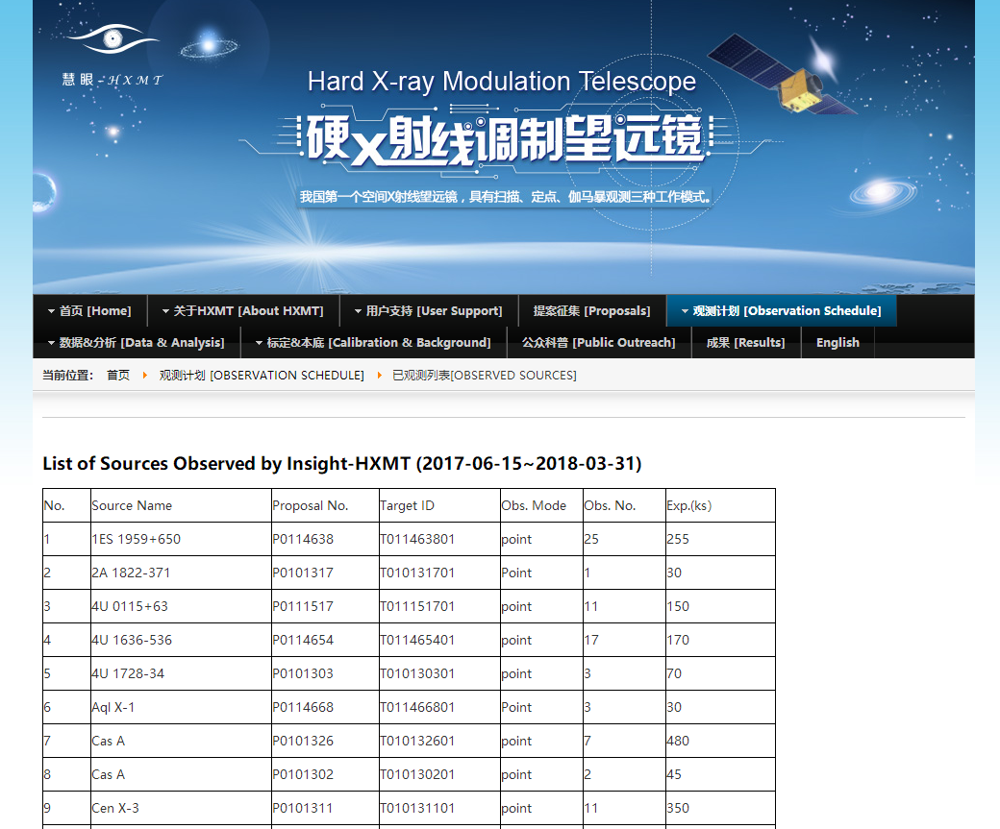 慧眼-HXMT
Hard X-ray Modulation Telescope
硬X射线调制望远镜
我国第一个空间X射线望远镜，具有扫描、定点、伽马暴观测三种工作模式。
首页 [Home] 关于HXMT [About HXMT] 用户支持 [User Support] 提案征集 [Proposals] 观测计划 [Observation Schedule]
数据&分析 [Data & Analysis] 标定&本底 [Calibration & Background] 公众科普 [Public Outreach] 成果 [Results] English
当前位置： 首页 观测计划 [OBSERVATION SCHEDULE] 已观测列表[OBSERVED SOURCES]
List of Sources Observed by Insight-HXMT (2017-06-15~2018-03-31)
No. Source Name Proposal No. Target ID Obs. Mode Obs. No. Exp.(ks)
1 1ES 1959+650 P0114638 T011463801 point 25 255
2 2A 1822-371 P0101317 T010131701 Point 1 30
3 4U 0115+63 P0111517 T011151701 point 11 150
4 4U 1636-536 P0114654 T011465401 point 17 170
5 4U 1728-34 P0101303 T010130301 point 3 70
6 Aql X-1 P0114668 T011466801 Point 3 30
7 Cas A P0101326 T010132601 point 7 480
8 Cas A P0101302 T010130201 point 2 45
9 Cen X-3 P0101311 T010131101 point 11 350